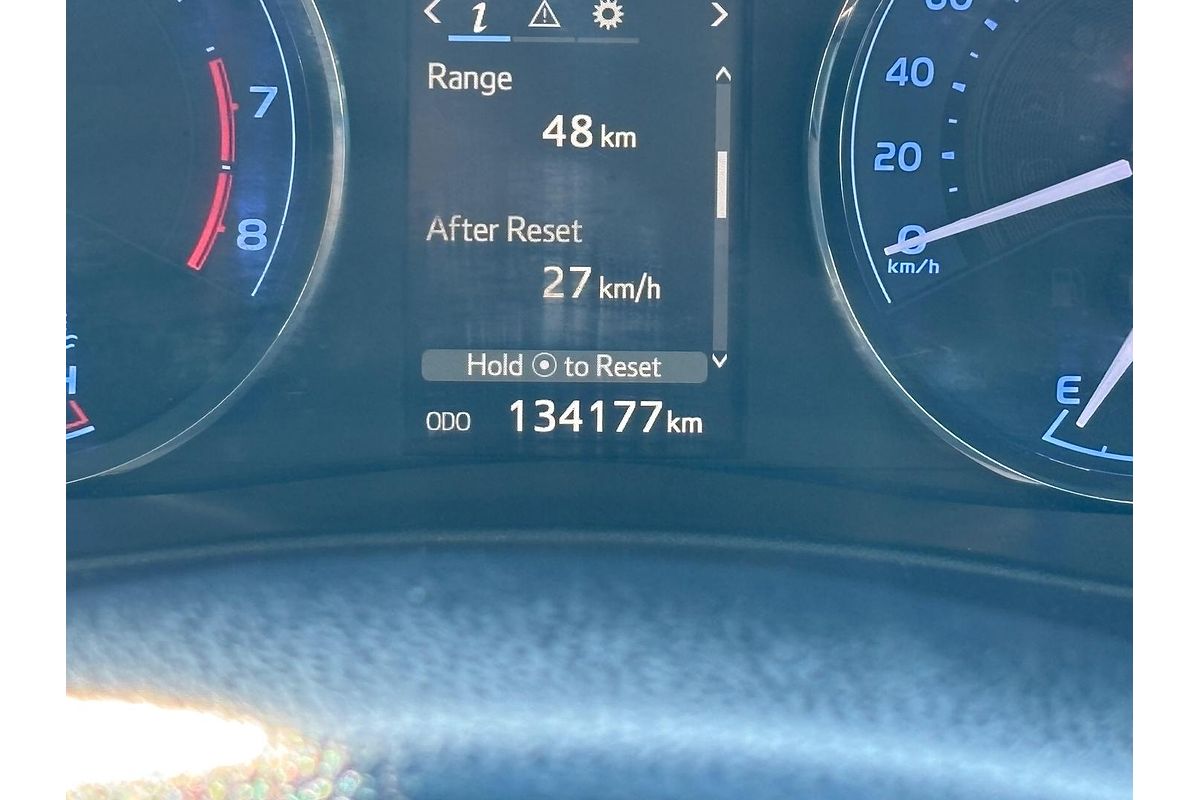 i
Range
48 km
After Reset
27 km/h
Hold to Reset
ODO 134177 km
7
8
H
40
20
0
km/h
E